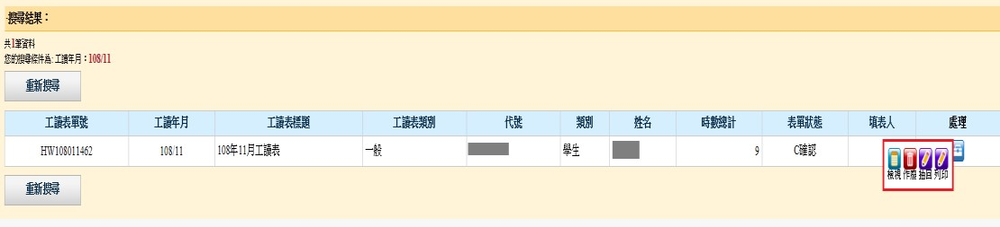 ·搜尋結果：
共1筆資料
您的搜尋條件為: 工讀年月：108/11
重新搜尋
工讀表單號 工讀年月 工讀表標題 工讀表類別 代號 類別 姓名 時數總計 表單狀態 填表人 處理
HW108011462 108/11 108年11月工讀表 一般 學生 9 C確認
檢視 作廢 抽回 列印
重新搜尋